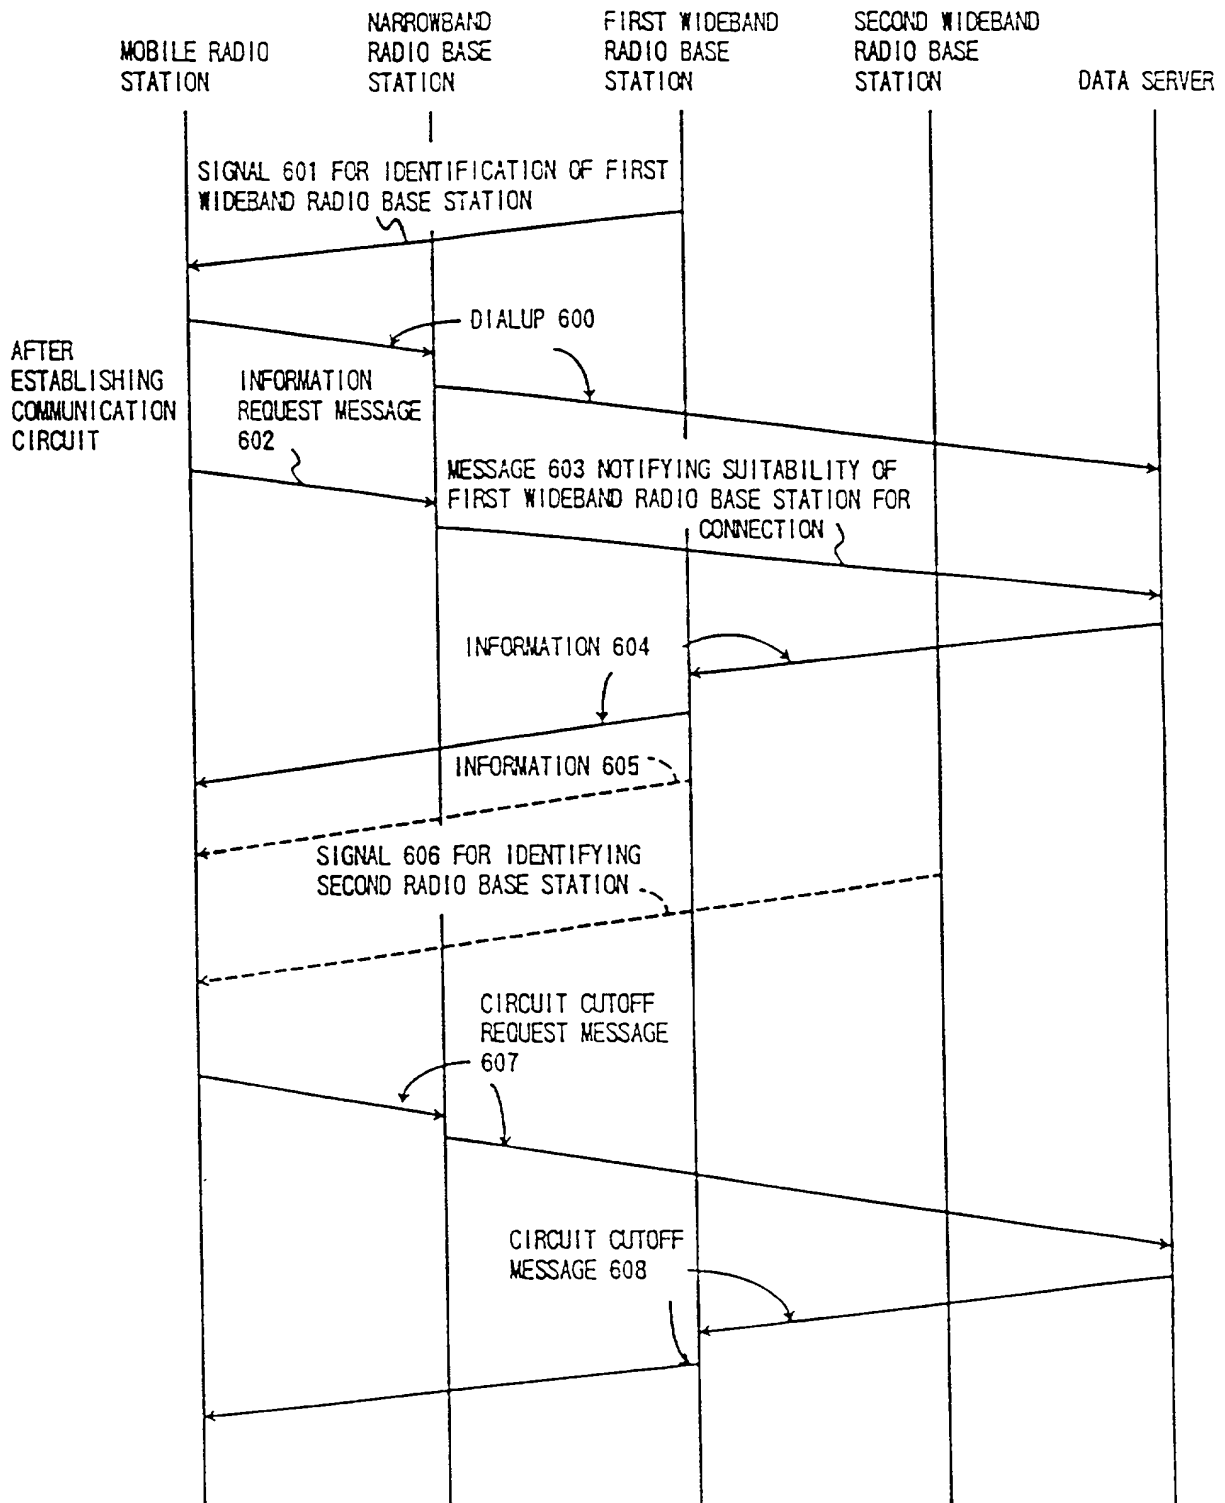 MOBILE RADIO
STATION
NARROWBAND
RADIO BASE
STATION
FIRST WIDEBAND
RADIO BASE
STATION
SECOND WIDEBAND
RADIO BASE
STATION
DATA SERVER
SIGNAL 601 FOR IDENTIFICATION OF FIRST
WIDEBAND RADIO BASE STATION
DIALUP 600
AFTER
ESTABLISHING
COMMUNICATION
CIRCUIT
INFORMATION
REQUEST MESSAGE
602
MESSAGE 603 NOTIFYING SUITABILITY OF
FIRST WIDEBAND RADIO BASE STATION FOR
CONNECTION
INFORMATION 604
INFORMATION 605
SIGNAL 606 FOR IDENTIFYING
SECOND RADIO BASE STATION
CIRCUIT CUTOFF
REQUEST MESSAGE
607
CIRCUIT CUTOFF
MESSAGE 608